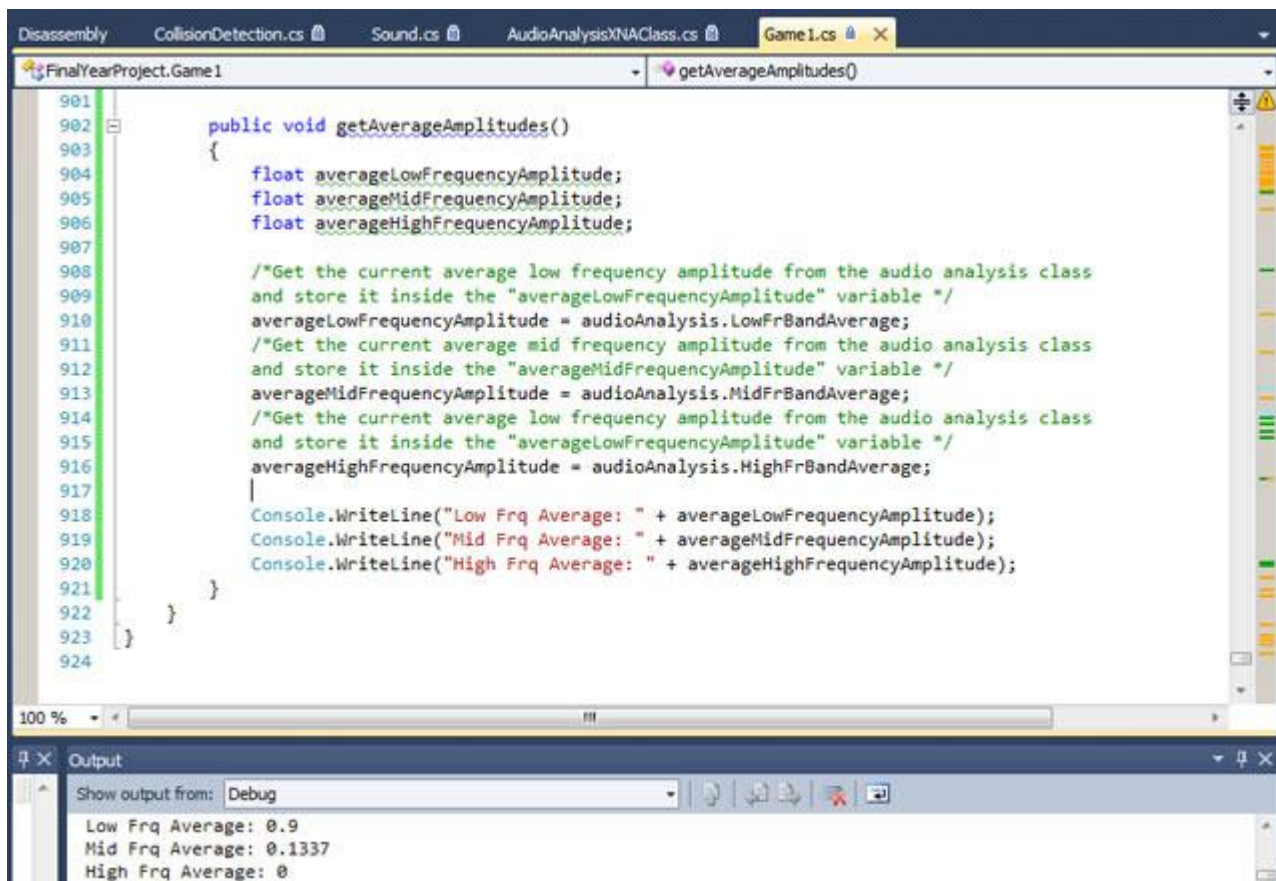 Disassembly CollisionDetection.cs Sound.cs AudioAnalysisXNAClass.cs Game1.cs
FinalYearProject.Game1 getAverageAmplitudes()
901
902 public void getAverageAmplitudes()
903 {
904 float averageLowFrequencyAmplitude;
905 float averageMidFrequencyAmplitude;
906 float averageHighFrequencyAmplitude;
907
908 /*Get the current average low frequency amplitude from the audio analysis class
909 and store it inside the "averageLowFrequencyAmplitude" variable */
910 averageLowFrequencyAmplitude = audioAnalysis.LowFrBandAverage;
911 /*Get the current average mid frequency amplitude from the audio analysis class
912 and store it inside the "averageMidFrequencyAmplitude" variable */
913 averageMidFrequencyAmplitude = audioAnalysis.MidFrBandAverage;
914 /*Get the current average low frequency amplitude from the audio analysis class
915 and store it inside the "averageLowFrequencyAmplitude" variable */
916 averageHighFrequencyAmplitude = audioAnalysis.HighFrBandAverage;
917
918 Console.WriteLine("Low Frq Average: " + averageLowFrequencyAmplitude);
919 Console.WriteLine("Mid Frq Average: " + averageMidFrequencyAmplitude);
920 Console.WriteLine("High Frq Average: " + averageHighFrequencyAmplitude);
921 }
922 }
923 }
924
100 %
Output
Show output from: Debug
Low Frq Average: 0.9
Mid Frq Average: 0.1337
High Frq Average: 0